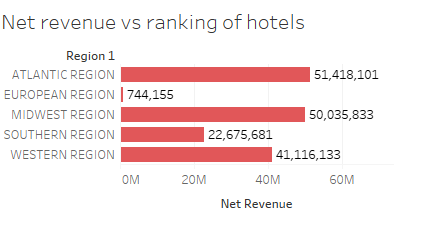 Net revenue vs ranking of hotels
Region 1
ATLANTIC REGION 51,418,101
EUROPEAN REGION 744,155
MIDWEST REGION 50,035,833
SOUTHERN REGION 22,675,681
WESTERN REGION 41,116,133
0M 20M 40M 60M
Net Revenue